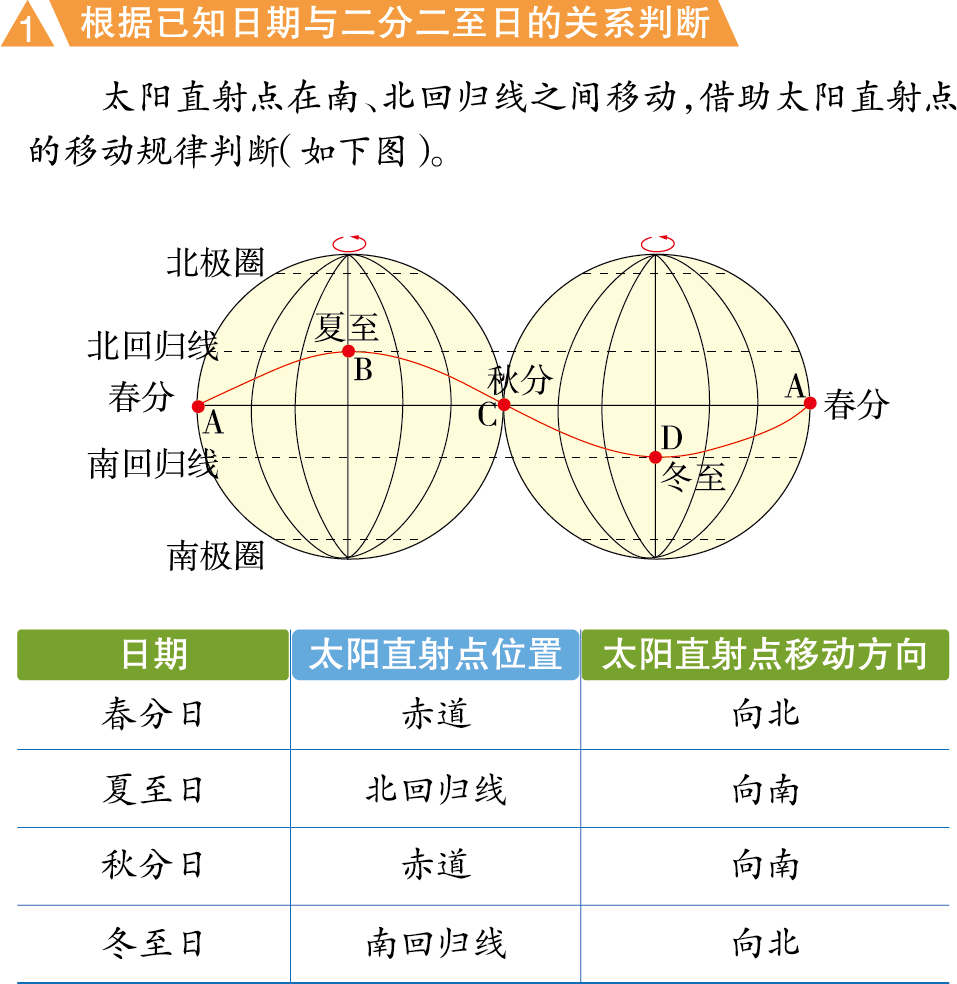 1 根据已知日期与二分二至日的关系判断
太阳直射点在南、北回归线之间移动,借助太阳直射点
的移动规律判断(如下图)。
北极圈
夏至
北回归线
B
秋分
A
春分
春分
A
C
D
南回归线
冬至
南极圈
日期 太阳直射点位置 太阳直射点移动方向
春分日 赤道 向北
夏至日 北回归线 向南
秋分日 赤道 向南
冬至日 南回归线 向北